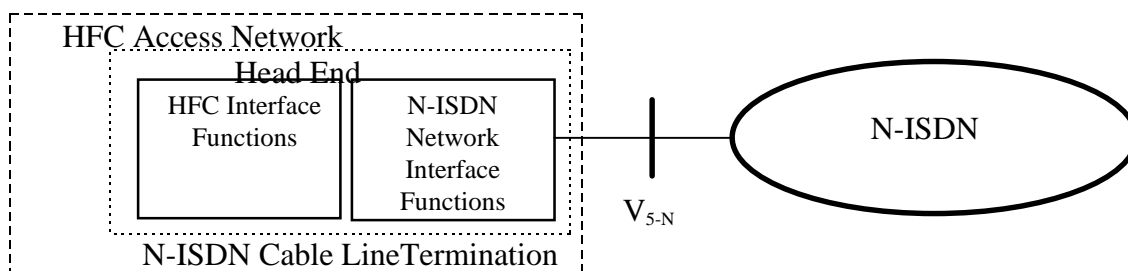 HFC Access Network
Head End
HFC Interface
Functions
N-ISDN
Network
Interface
Functions
N-ISDN
V5-N
N-ISDN Cable LineTermination